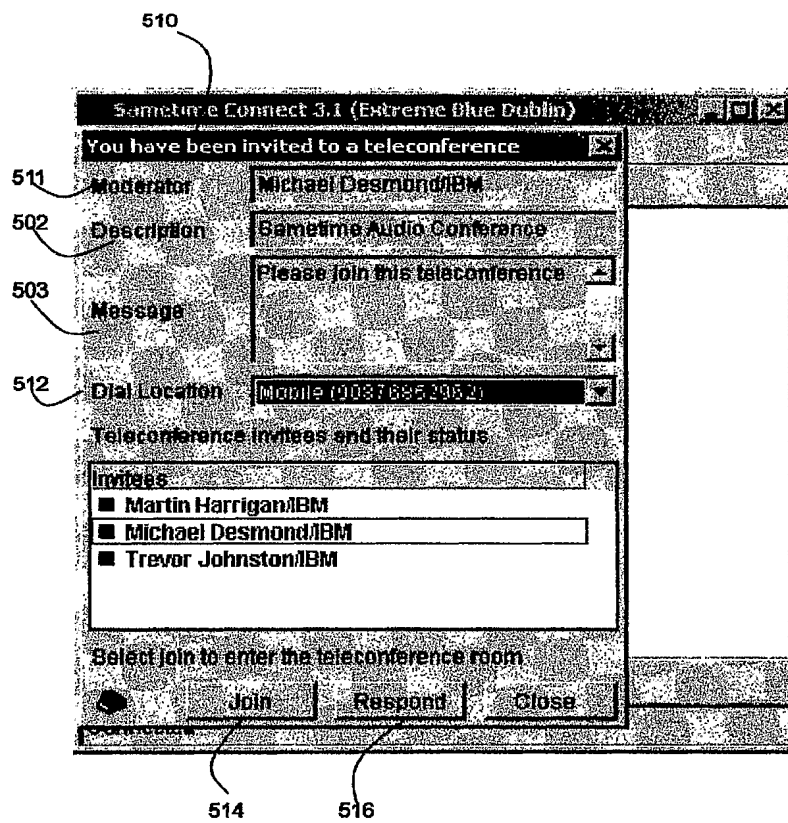 510
Sametime Connect 3.1 (Extreme Blue Dublin)
You have been invited to a teleconference
511
Moderator Michael Desmond/IBM
502
Description Sametime Audio Conference
Please join this teleconference
503
Message
512
Dial Location Mobile
Teleconference invitees and their status
Invitees
Martin Harrigan/IBM
Michael Desmond/IBM
Trevor Johnston/IBM
Select join to enter the teleconference room
Join Respond Close
514 516